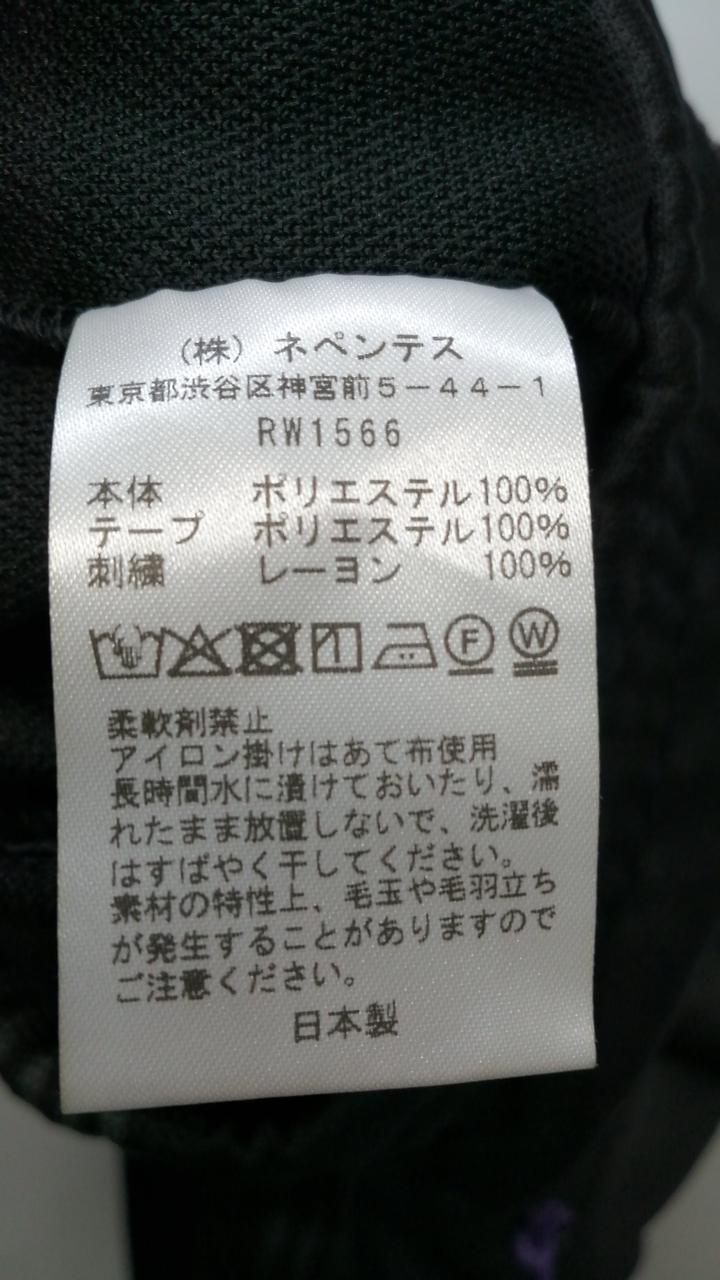 (株) ネペンテス
東京都渋谷区神宮前5-44-1
RW1566
本体 ポリエステル100%
テープ ポリエステル100%
刺繍 レーヨン 100%
F W
柔軟剤禁止
アイロン掛けはあて布使用
長時間水に漬けておいたり、濡
れたまま放置しないで、洗濯後
はすばやく干してください。
素材の特性上、毛玉や毛羽立ち
が発生することがありますので
ご注意ください。
日本製